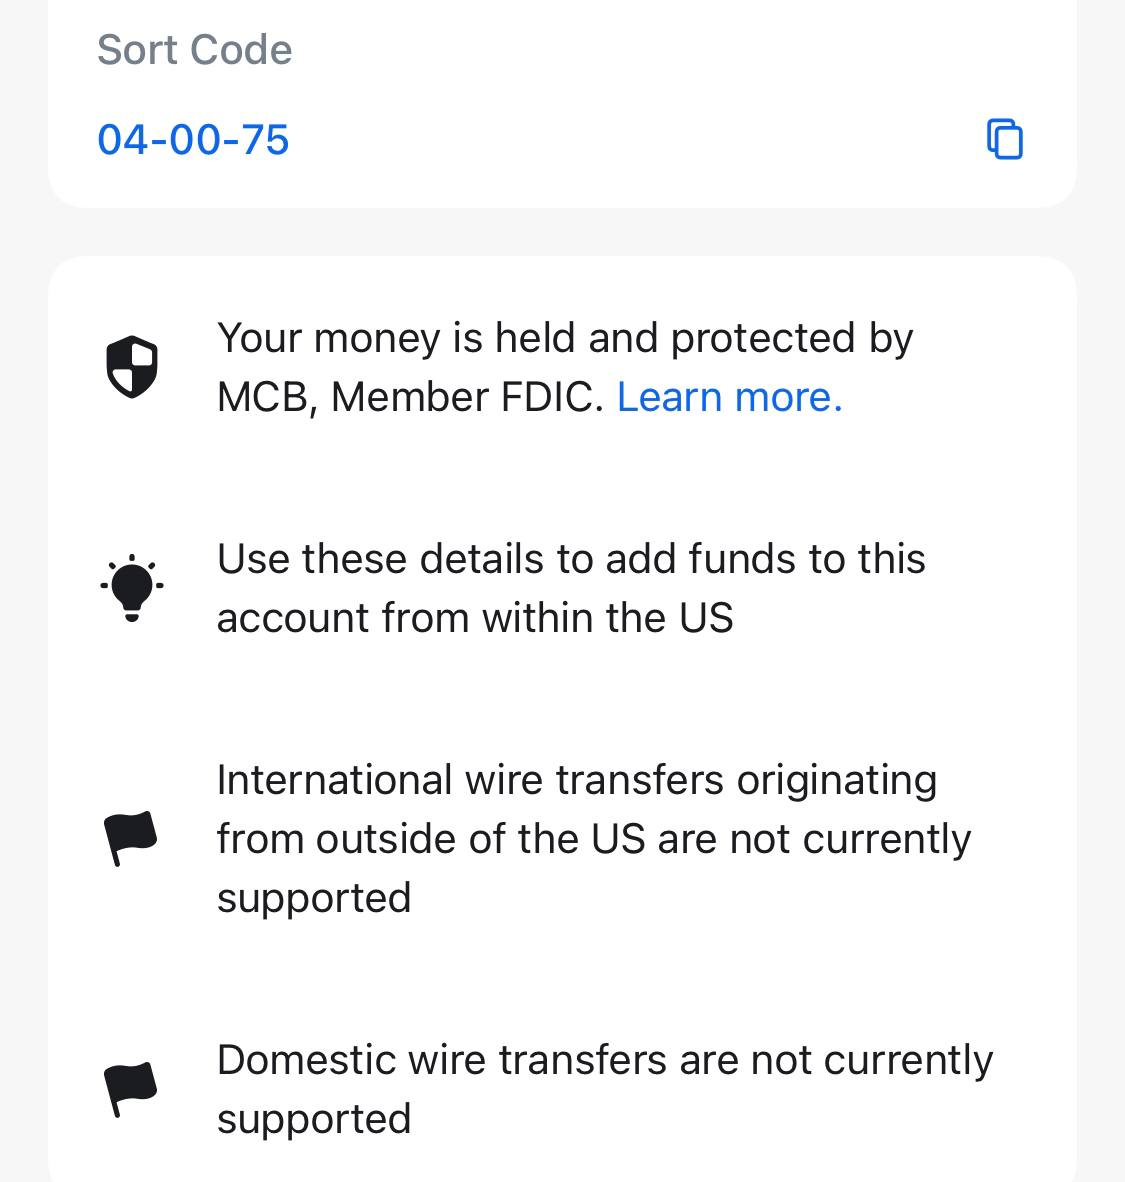 Sort Code
04-00-75
Your money is held and protected by
MCB, Member FDIC. Learn more.
Use these details to add funds to this
account from within the US
International wire transfers originating
from outside of the US are not currently
supported
Domestic wire transfers are not currently
supported